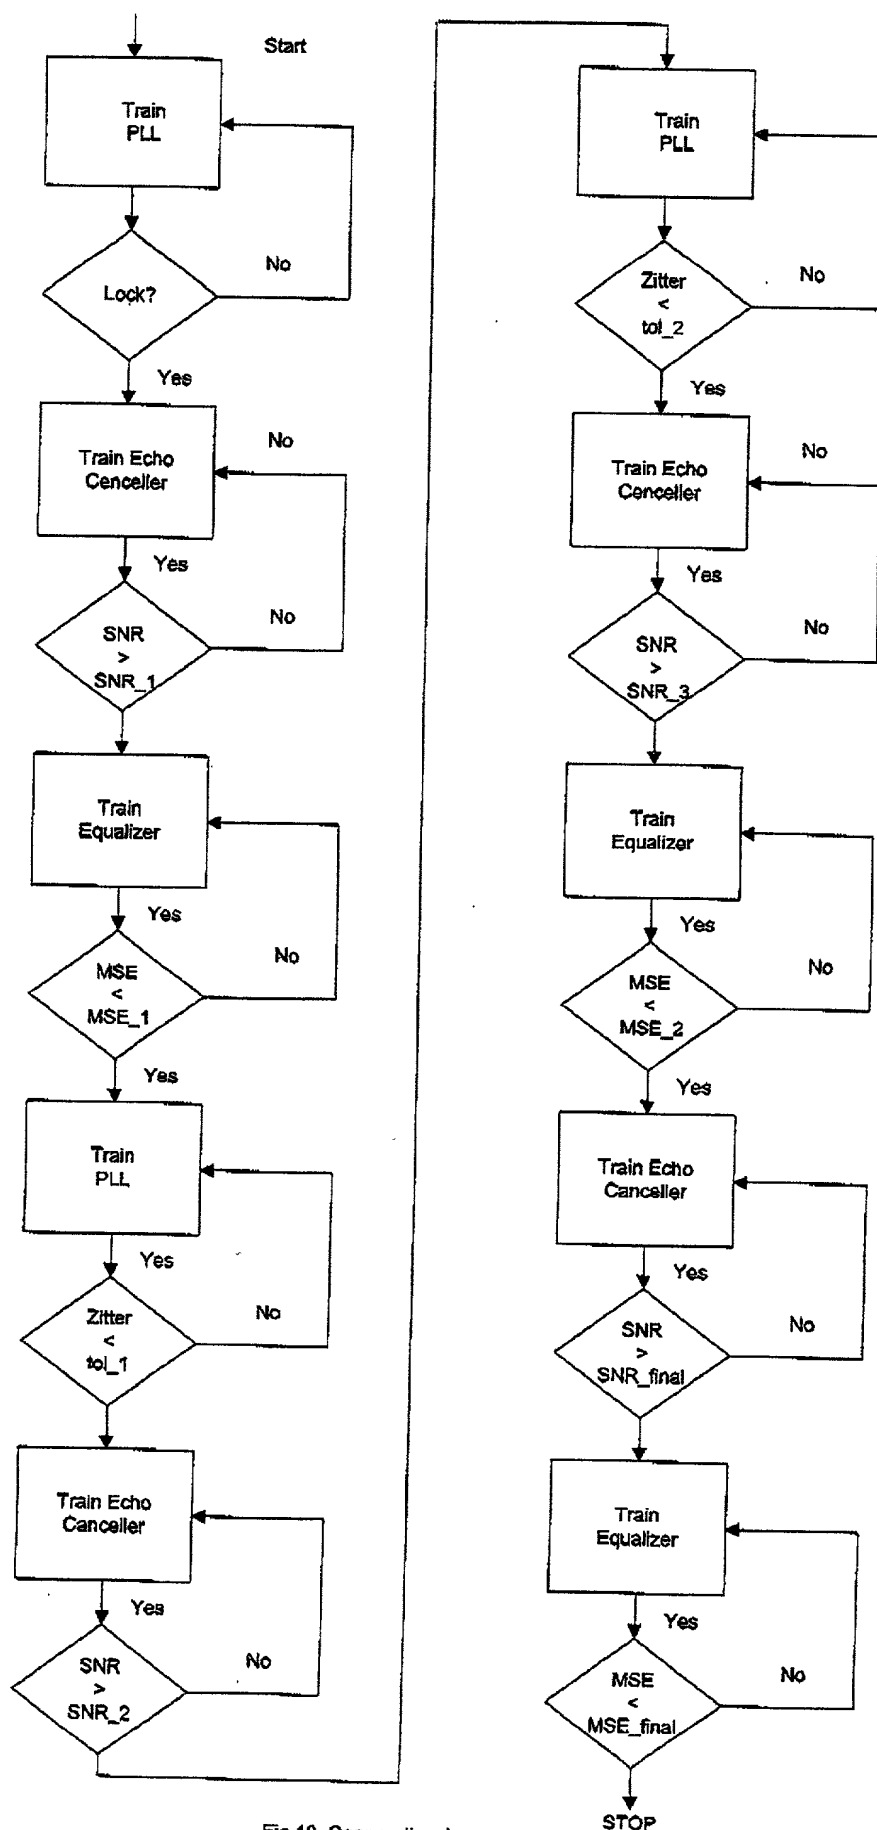 Start
Train
PLL
Lock?
No
Yes
Train Echo
Cenceller
No
Yes
SNR
>
SNR_1
No
Train
Equalizer
Yes
MSE
<
MSE_1
No
Yes
Train
PLL
Yes
Zitter
<
tol_1
No
Train Echo
Canceller
Yes
SNR
>
SNR_2
No
Train
PLL
Zitter
<
tol_2
No
Yes
Train Echo
Cenceller
No
Yes
SNR
>
SNR_3
No
Train
Equalizer
Yes
MSE
<
MSE_2
No
Yes
Train Echo
Canceller
Yes
SNR
>
SNR_final
No
Train
Equalizer
Yes
MSE
<
MSE_final
No
STOP